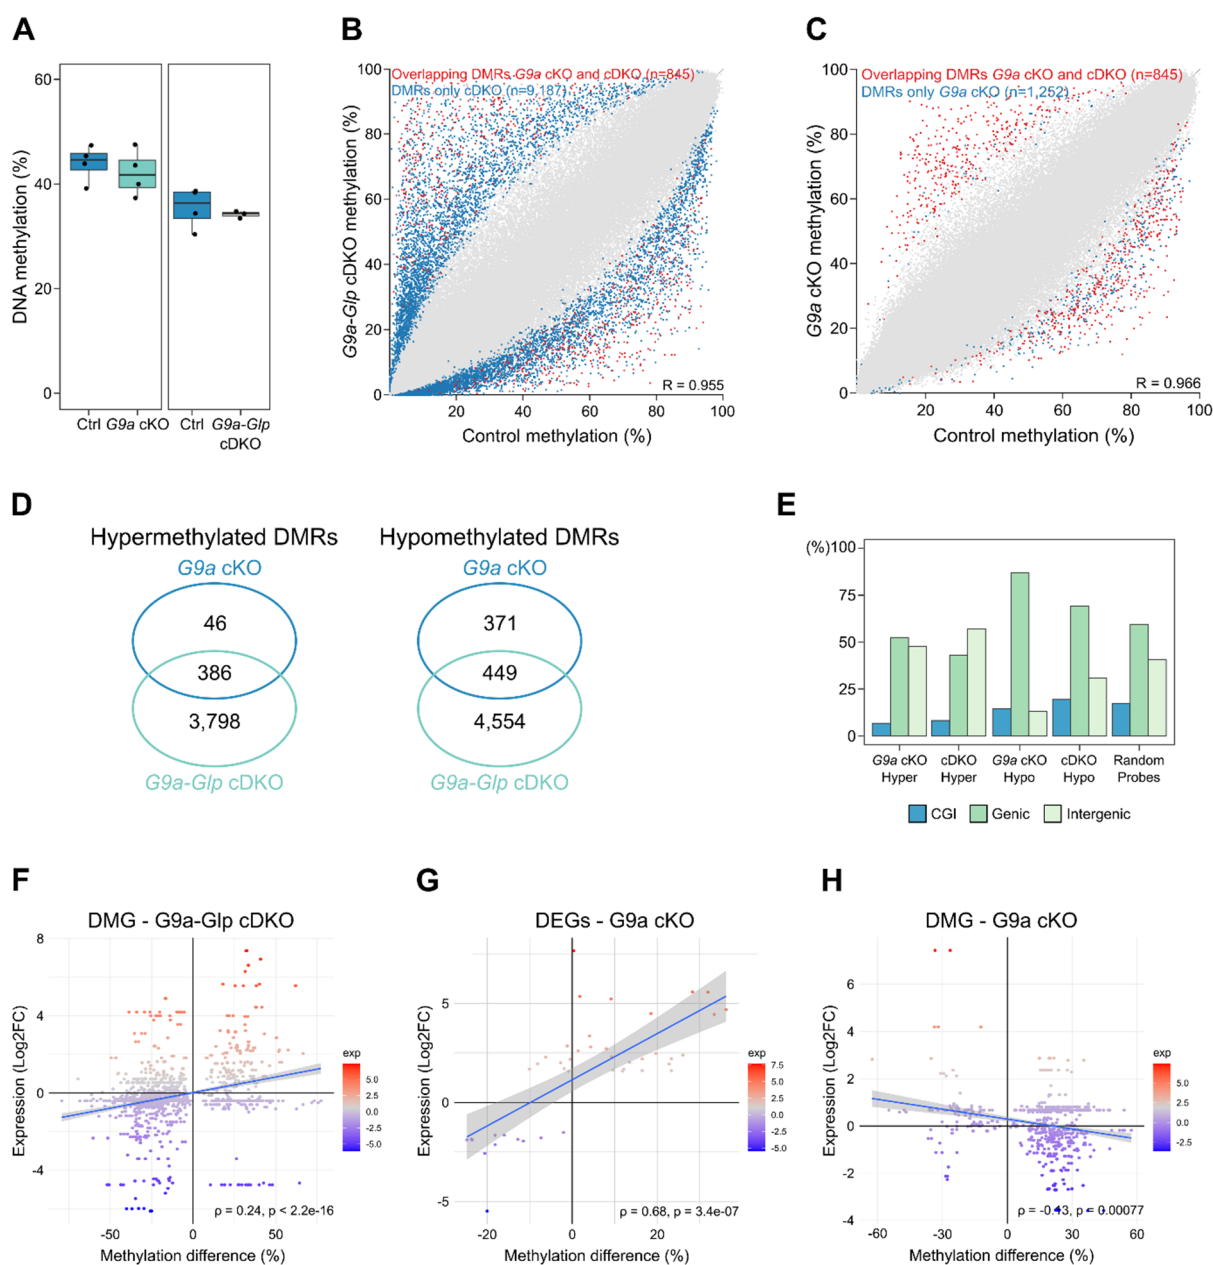 A
DNA methylation (%)
60
40
20
0
Ctrl G9a cKO
Ctrl G9a-Glp
cDKO
B
G9a-Glp cDKO methylation (%)
100
80
60
40
20
0
Overlapping DMRs G9a cKO and cDKO (n=845)
DMRs only cDKO (n=9,187)
R = 0.955
20 40 60 80 100
Control methylation (%)
C
G9a cKO methylation (%)
100
80
60
40
20
0
Overlapping DMRs G9a cKO and cDKO (n=845)
DMRs only G9a cKO (n=1,252)
R = 0.966
20 40 60 80 100
Control methylation (%)
D
Hypermethylated DMRs
G9a cKO
46
386
3,798
G9a-Glp cDKO
Hypomethylated DMRs
G9a cKO
371
449
4,554
G9a-Glp cDKO
E
(%)
100
75
50
25
0
G9a cKO
Hyper
cDKO
Hyper
G9a cKO
Hypo
cDKO
Hypo
Random
Probes
CGI Genic Intergenic
F
DMG - G9a-Glp cDKO
Expression (Log2FC)
8
4
0
-4
exp
5.0
2.5
0.0
-2.5
-5.0
ρ = 0.24, p < 2.2e-16
-50 0 50
Methylation difference (%)
G
DEGs - G9a cKO
Expression (Log2FC)
5
0
-5
exp
7.5
5.0
2.5
0.0
-2.5
-5.0
ρ = 0.68, p = 3.4e-07
-20 0 20
Methylation difference (%)
H
DMG - G9a cKO
Expression (Log2FC)
6
4
2
0
-2
-4
exp
5.0
2.5
0.0
-2.5
p = 0.00077
-60 -30 0 30 60
Methylation difference (%)